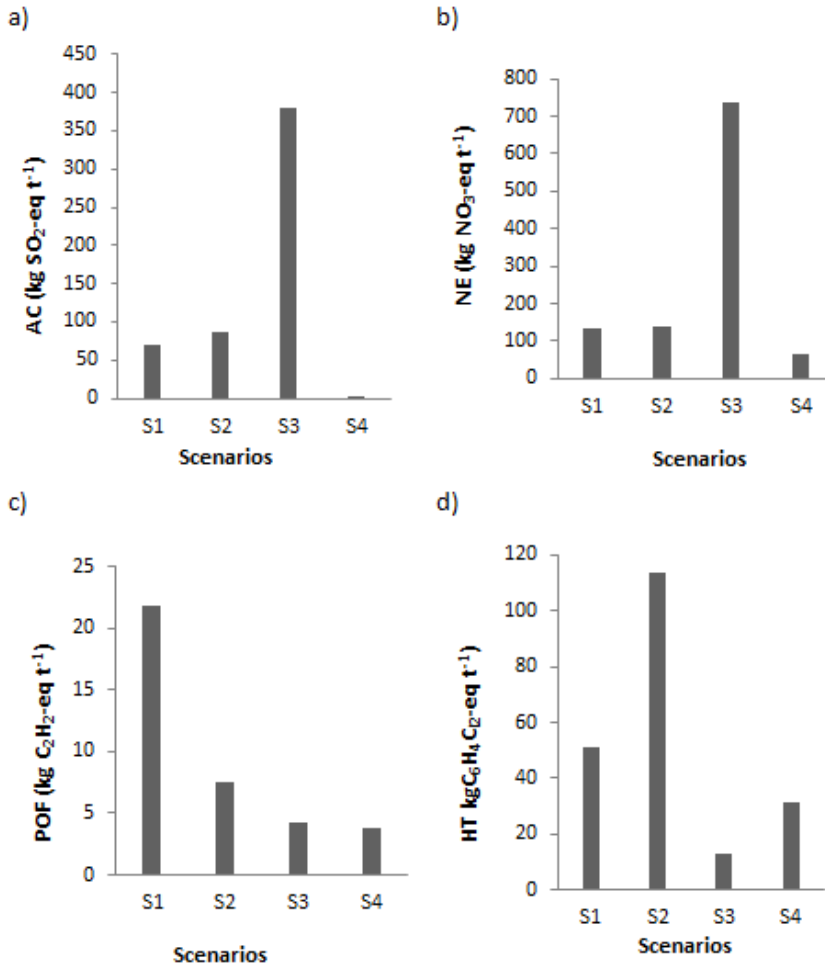 a)
AC (kg SO₂-eq t⁻¹)
450
400
350
300
250
200
150
100
50
0
S1 S2 S3 S4
Scenarios
b)
NE (kg NO₃-eq t⁻¹)
800
700
600
500
400
300
200
100
0
S1 S2 S3 S4
Scenarios
c)
POF (kg C₂H₂-eq t⁻¹)
25
20
15
10
5
0
S1 S2 S3 S4
Scenarios
d)
HT kgC₆H₄Cl₂-eq t⁻¹)
120
100
80
60
40
20
0
S1 S2 S3 S4
Scenarios